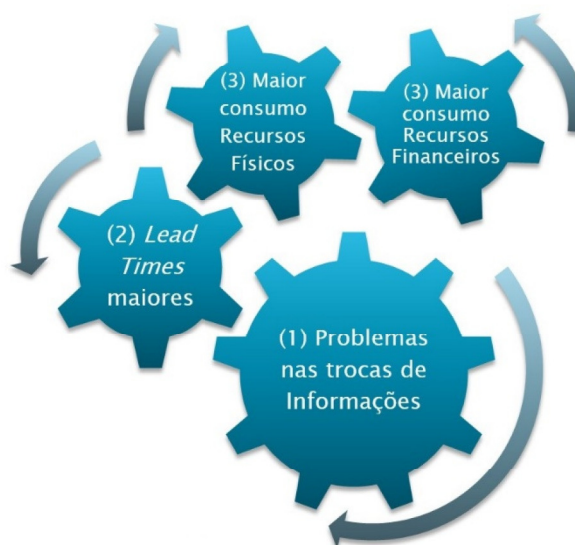 (3) Maior
consumo
Recursos
Físicos
(3) Maior
consumo
Recursos
Financeiros
(2) Lead
Times
maiores
(1) Problemas
nas trocas de
Informações